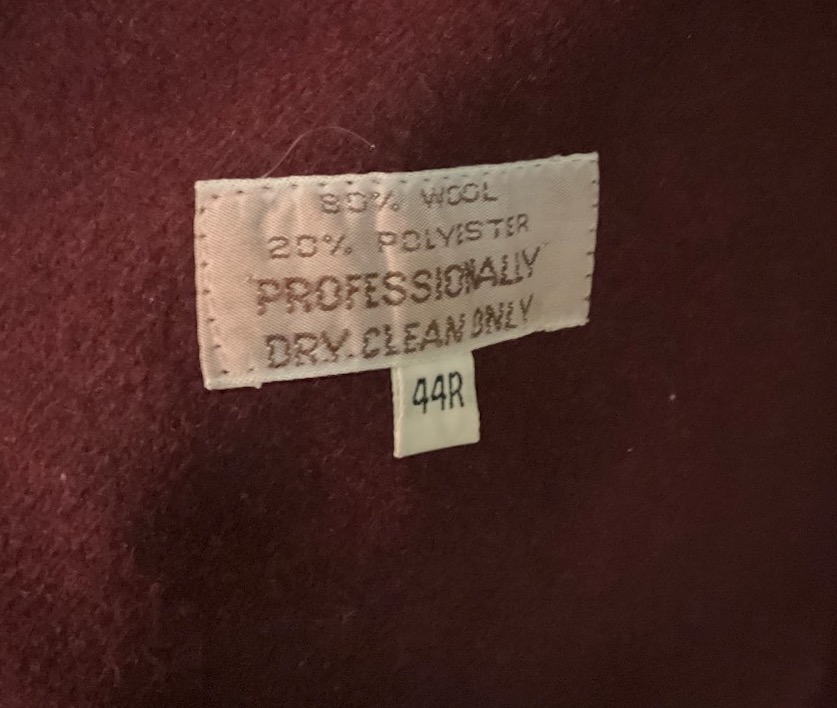 80% WOOL
20% POLYESTER
PROFESSIONALLY
DRY CLEAN ONLY
44R